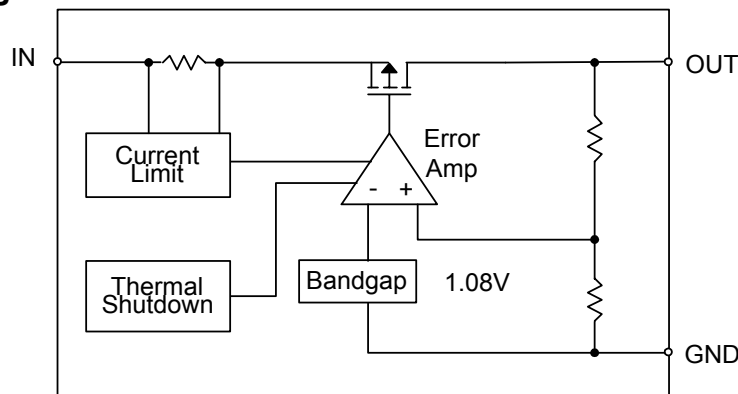 IN
OUT
Current
Limit
Error
Amp
- +
Thermal
Shutdown
Bandgap
1.08V
GND